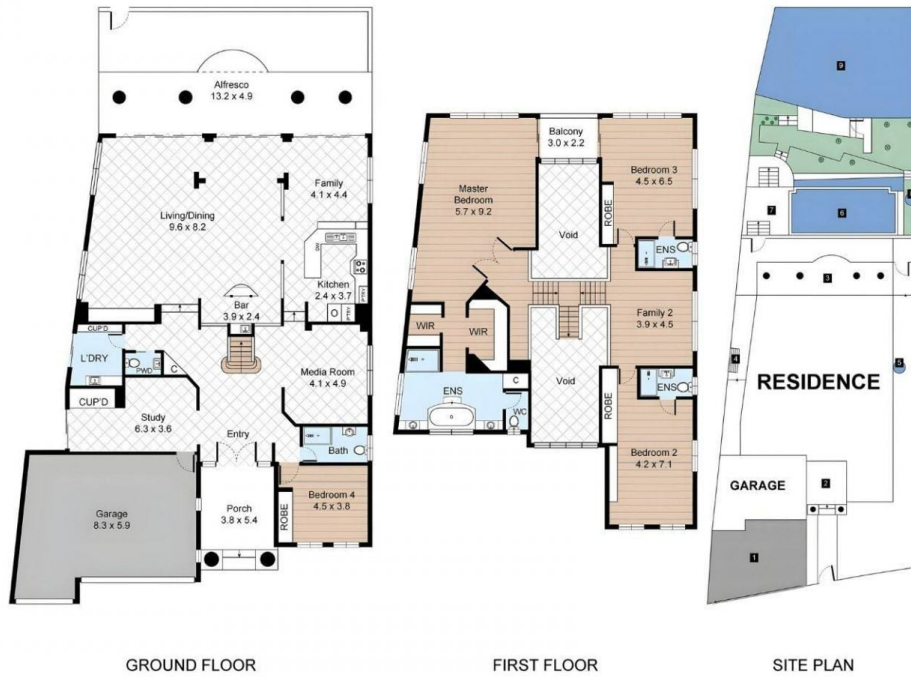 Alfresco
13.2 x 4.9
Family
4.1 x 4.4
Living/Dining
9.6 x 8.2
Kitchen
2.4 x 3.7
Bar
3.9 x 2.4
CUP'D
L'DRY
PWD
C
Media Room
4.1 x 4.9
CUP'D
Study
6.3 x 3.6
Entry
Bath
Garage
8.3 x 5.9
Porch
3.8 x 5.4
ROBE
Bedroom 4
4.5 x 3.8
GROUND FLOOR
Balcony
3.0 x 2.2
Master
Bedroom
5.7 x 9.2
Bedroom 3
4.5 x 6.5
ROBE
Void
ENS
Family 2
3.9 x 4.5
WIR
WIR
Void
ENS
C
WC
ENS
ROBE
Bedroom 2
4.2 x 7.1
FIRST FLOOR
9
7
6
3
4
5
RESIDENCE
GARAGE
2
1
SITE PLAN